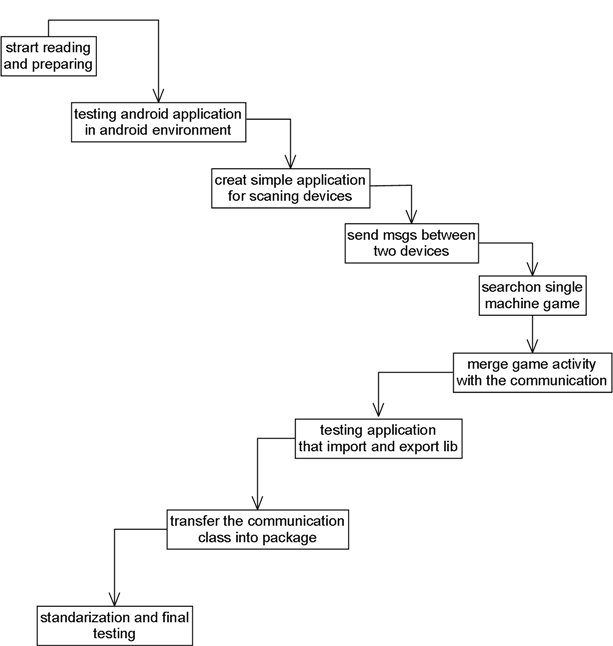 strart reading
and preparing
testing android application
in android environment
creat simple application
for scaning devices
send msgs between
two devices
searchon single
machine game
merge game activity
with the communication
testing application
that import and export lib
transfer the communication
class into package
standarization and final
testing